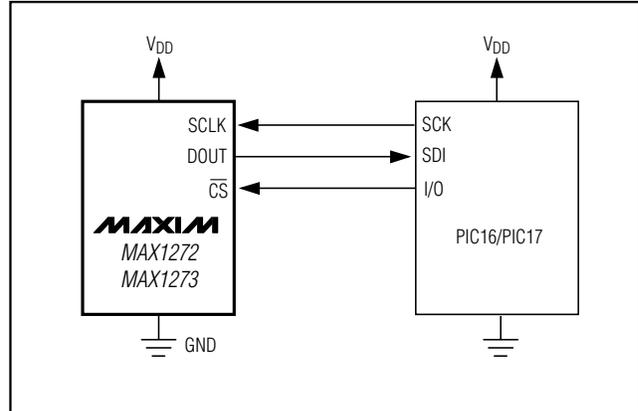 VDD VDD
SCLK SCK
DOUT SDI
CS I/O
MAXIM
MAX1272
MAX1273
PIC16/PIC17
GND